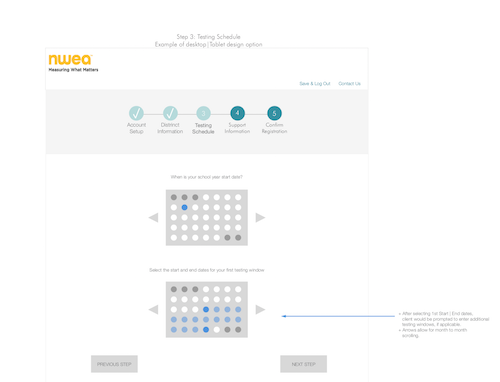 Step 3: Testing Schedule
Example of desktop|Tablet design option
nwea
Measuring What Matters
Save & Log Out Contact Us
3 4 5
Account Setup
District Information
Testing Schedule
Support Information
Confirm Registration
When is your school year start date?
Select the start and end dates for your first testing window
+ After selecting 1st Start|End dates,
client would be prompted to enter additional
testing windows, if applicable.
+ Arrows allow for month to month
scrolling.
PREVIOUS STEP NEXT STEP